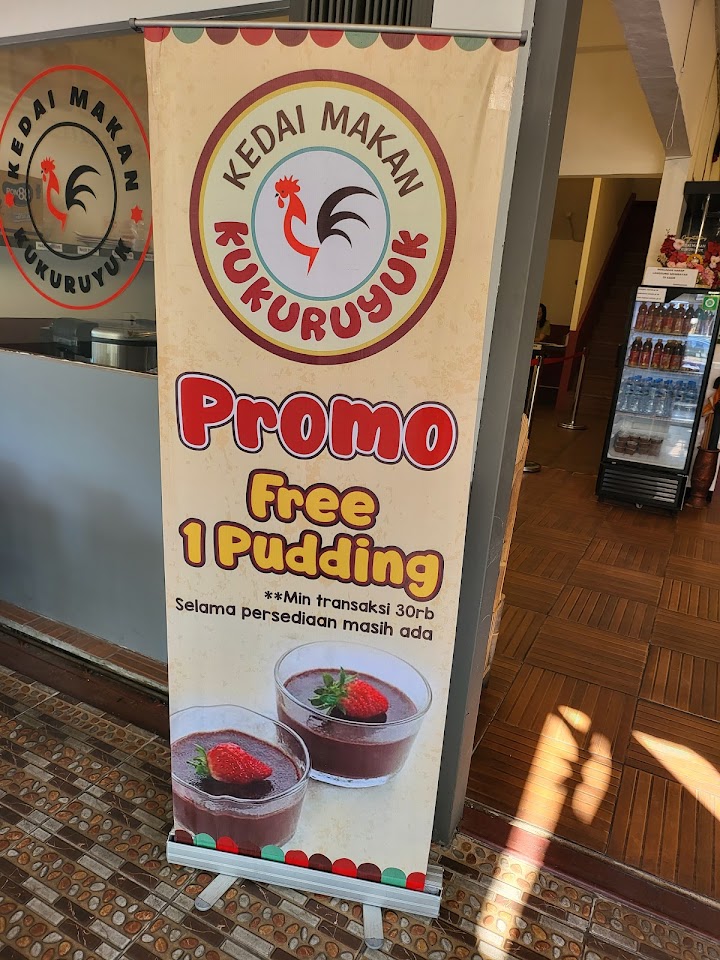 KEDAI MAKAN
KUKURUYUK
KEDAI MAKAN
KUKURUYUK
Promo
Free
1 Pudding
**Min transaksi 30rb
Selama persediaan masih ada